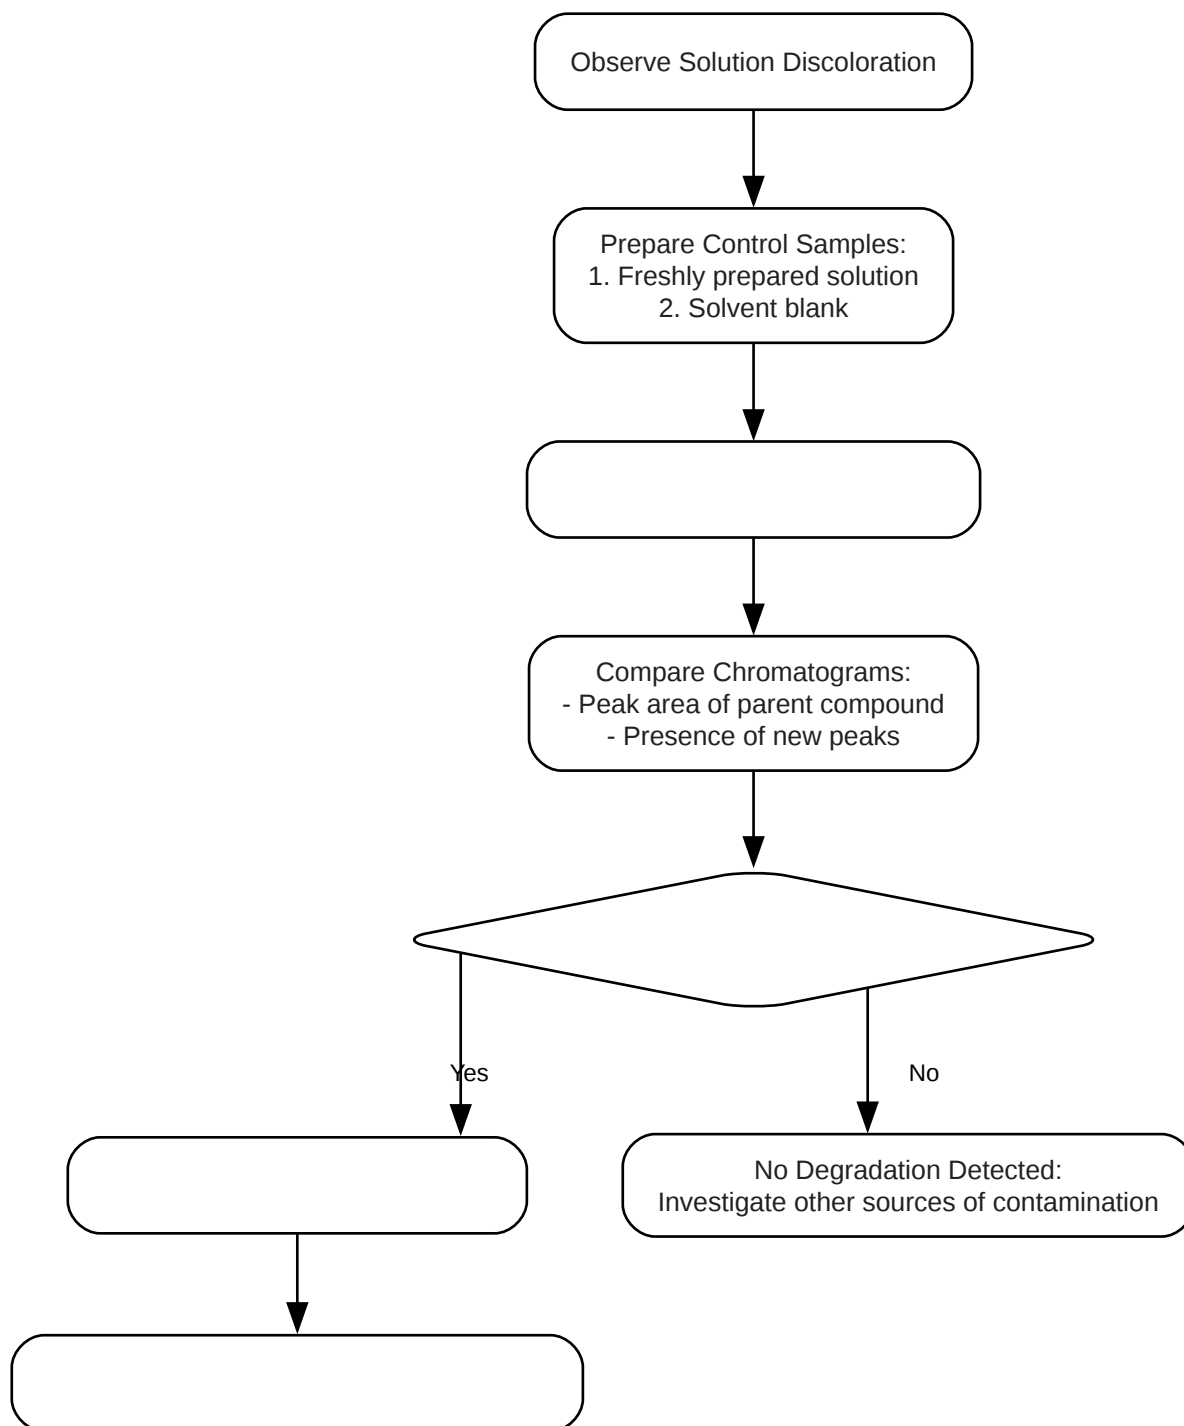 Observe Solution Discoloration
Prepare Control Samples:
1. Freshly prepared solution
2. Solvent blank
Compare Chromatograms:
- Peak area of parent compound
- Presence of new peaks
Yes
No
No Degradation Detected:
Investigate other sources of contamination